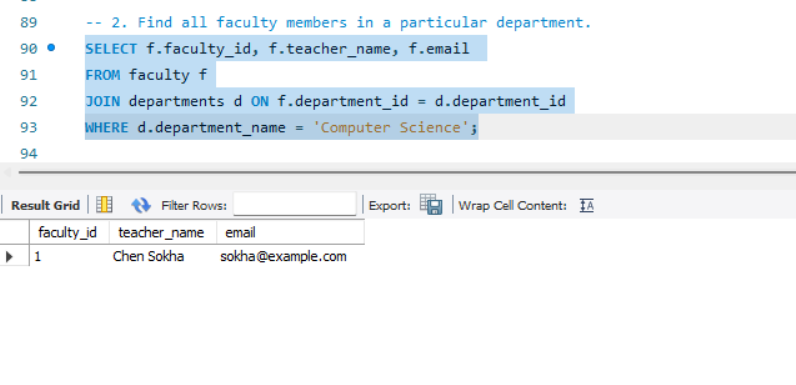 89 -- 2. Find all faculty members in a particular department.
90 SELECT f.faculty_id, f.teacher_name, f.email
91 FROM faculty f
92 JOIN departments d ON f.department_id = d.department_id
93 WHERE d.department_name = 'Computer Science';
94
Result Grid Filter Rows: Export: Wrap Cell Content: IA
faculty_id teacher_name email
1 Chen Sokha sokha@example.com